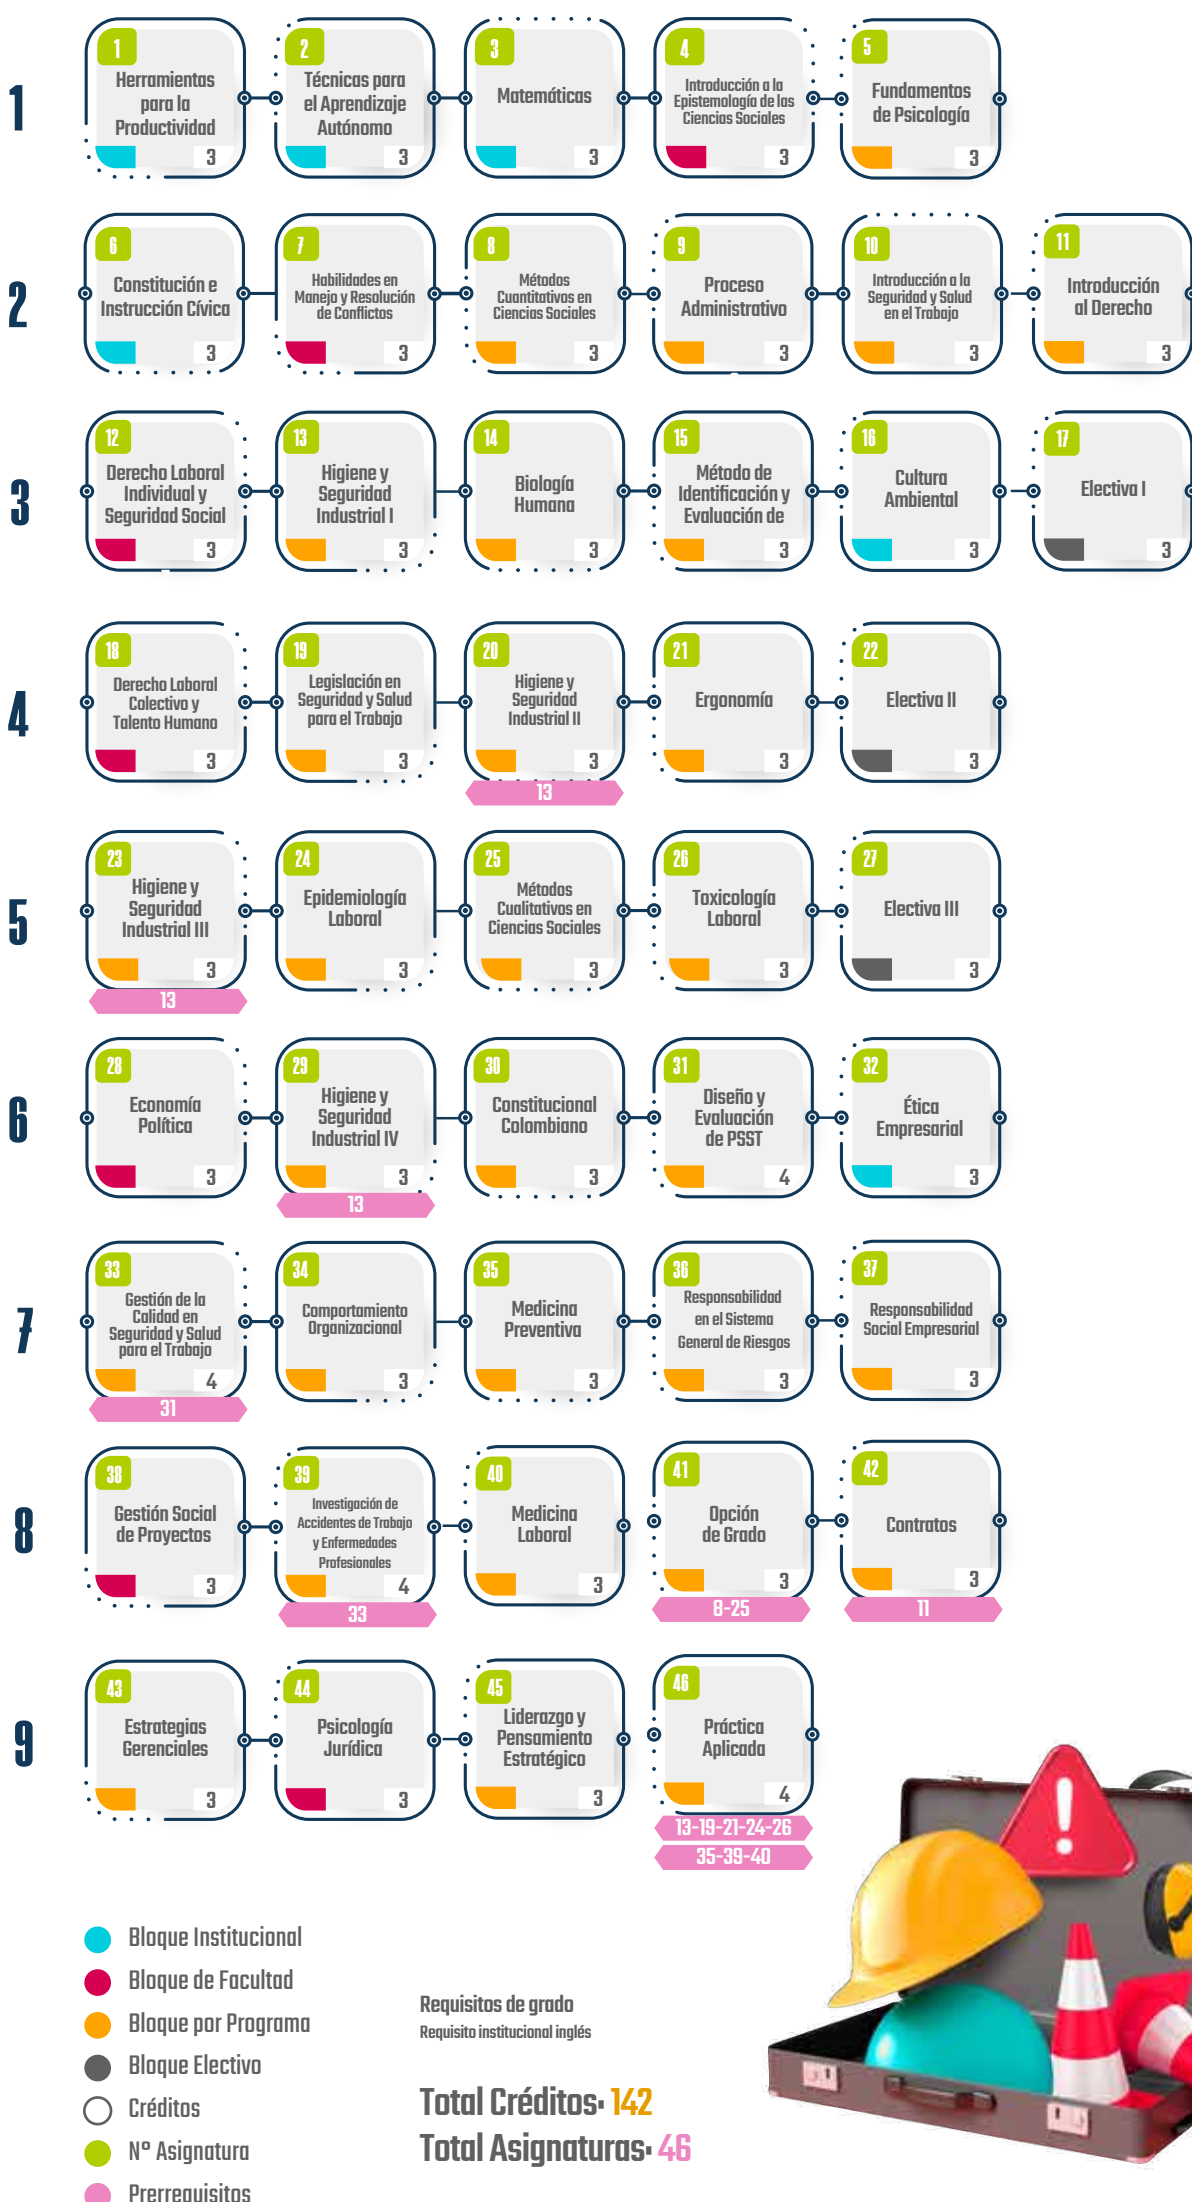 1
1
Herramientas
para la
Productividad
3
2
Técnicas para
el Aprendizaje
Autónomo
3
3
Matemáticas
3
4
Introducción a la
Epistemología de las
Ciencias Sociales
3
5
Fundamentos
de Psicología
3
2
6
Constitución e
Instrucción Cívica
3
7
Habilidades en
Manejo y Resolución
de Conflictos
3
8
Métodos
Cuantitativos en
Ciencias Sociales
3
9
Proceso
Administrativo
3
10
Introducción a la
Seguridad y Salud
en el Trabajo
3
11
Introducción
al Derecho
3
3
12
Derecho Laboral
Individual y
Seguridad Social
3
13
Higiene y
Seguridad
Industrial I
3
14
Biología
Humana
3
15
Método de
Identificación y
Evaluación de
3
16
Cultura
Ambiental
3
17
Electiva I
3
4
18
Derecho Laboral
Colectivo y
Talento Humano
3
19
Legislación en
Seguridad y Salud
para el Trabajo
3
20
Higiene y
Seguridad
Industrial II
3
13
21
Ergonomía
3
22
Electiva II
3
5
23
Higiene y
Seguridad
Industrial III
3
13
24
Epidemiología
Laboral
3
25
Métodos
Cualitativos en
Ciencias Sociales
3
26
Toxicología
Laboral
3
27
Electiva III
3
6
28
Economía
Política
3
29
Higiene y
Seguridad
Industrial IV
3
13
30
Constitucional
Colombiano
3
31
Diseño y
Evaluación
de PSST
4
32
Ética
Empresarial
3
7
33
Gestión de la
Calidad en
Seguridad y Salud
para el Trabajo
4
31
34
Comportamiento
Organizacional
3
35
Medicina
Preventiva
3
36
Responsabilidad
en el Sistema
General de Riesgos
3
37
Responsabilidad
Social Empresarial
3
8
38
Gestión Social
de Proyectos
3
39
Investigación de
Accidentes de Trabajo
y Enfermedades
Profesionales
4
33
40
Medicina
Laboral
3
41
Opción
de Grado
3
8-25
42
Contratos
3
11
9
43
Estrategias
Gerenciales
3
44
Psicología
Jurídica
3
45
Liderazgo y
Pensamiento
Estratégico
3
46
Práctica
Aplicada
4
13-19-21-24-26
35-39-40
Bloque Institucional
Bloque de Facultad
Bloque por Programa
Bloque Electivo
Créditos
Nº Asignatura
Prerrequisitos
Requisitos de grado
Requisito institucional inglés
Total Créditos: 142
Total Asignaturas: 46